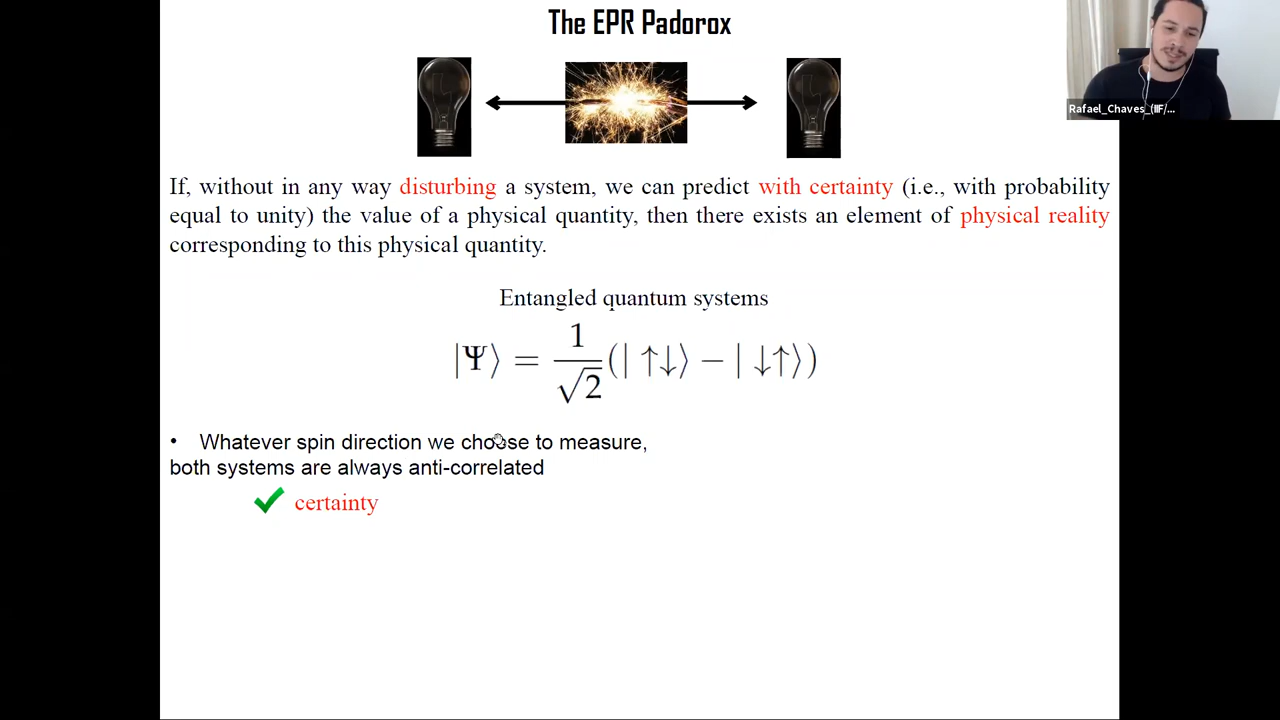 The EPR Padorox
Rafael_Chaves_(IIF/...
If, without in any way disturbing a system, we can predict with certainty (i.e., with probability
equal to unity) the value of a physical quantity, then there exists an element of physical reality
corresponding to this physical quantity.
Entangled quantum systems
|Ψ⟩ = 1/√2 (| ↑↓⟩ − | ↓↑⟩)
• Whatever spin direction we choose to measure,
both systems are always anti-correlated
✔ certainty